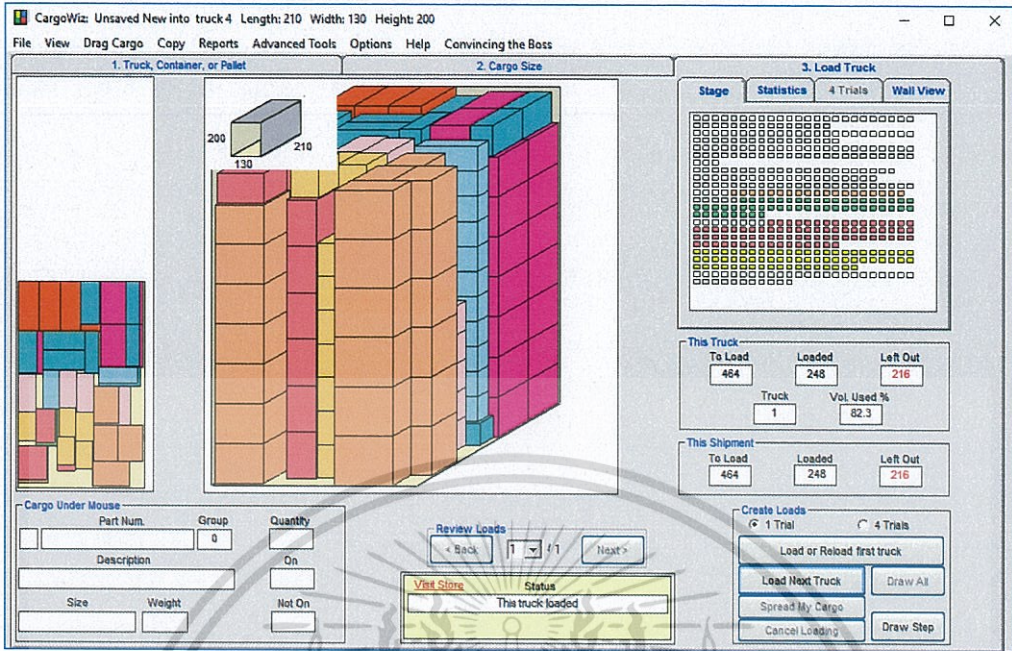 CargoWiz: Unsaved New into truck 4 Length: 210 Width: 130 Height: 200
File View Drag Cargo Copy Reports Advanced Tools Options Help Convincing the Boss
1. Truck, Container, or Pallet
2. Cargo Size
3. Load Truck
Stage
Statistics
4 Trials
Wall View
200
130
210
This Truck
To Load Loaded Left Out
464 248 216
Truck Vol. Used %
1 82.3
This Shipment
To Load Loaded Left Out
464 248 216
Cargo Under Mouse
Part Num. Group Quantity
0
Description On
Size Weight Not On
Review Loads
< Back 1 / 1 Next >
Visit Store Status
This truck loaded
Create Loads
1 Trial 4 Trials
Load or Reload first truck
Load Next Truck Draw All
Spread My Cargo
Cancel Loading Draw Step